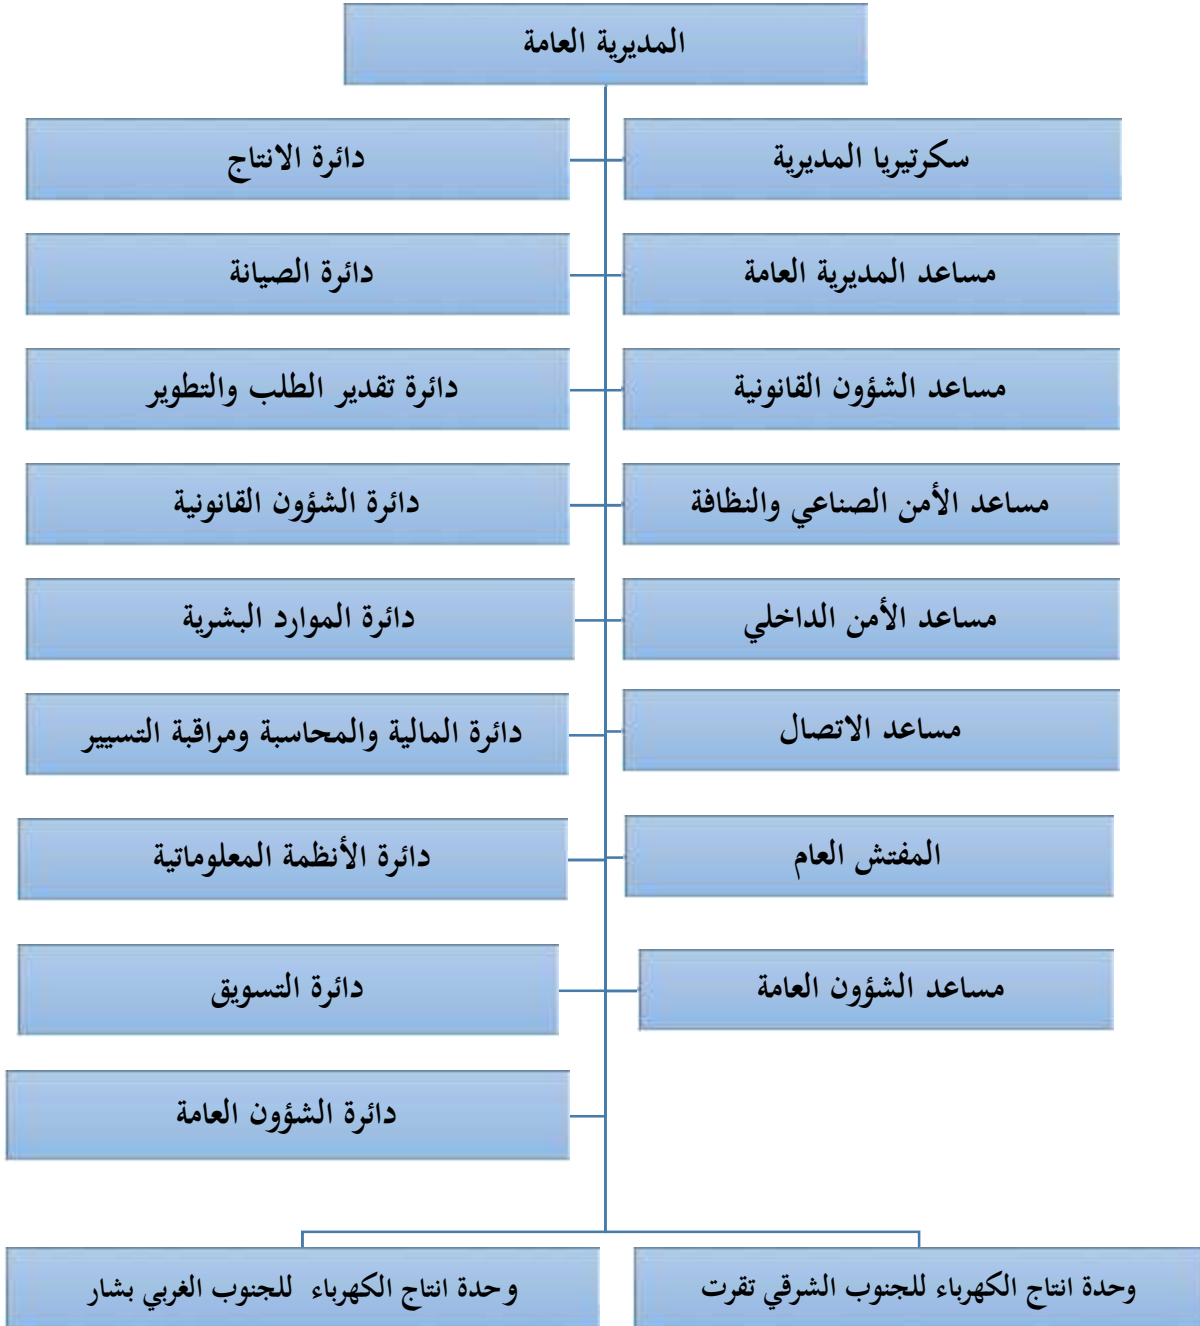 المديرية العامة
سكرتيريا المديرية
دائرة الانتاج
مساعد المديرية العامة
دائرة الصيانة
مساعد الشؤون القانونية
دائرة تقدير الطلب والتطوير
مساعد الأمن الصناعي والنظافة
دائرة الشؤون القانونية
مساعد الأمن الداخلي
دائرة الموارد البشرية
مساعد الاتصال
دائرة المالية والمحاسبة ومراقبة التسيير
المفتش العام
دائرة الأنظمة المعلوماتية
مساعد الشؤون العامة
دائرة التسويق
دائرة الشؤون العامة
وحدة انتاج الكهرباء للجنوب الشرقي تقرت
وحدة انتاج الكهرباء للجنوب الغربي بشار